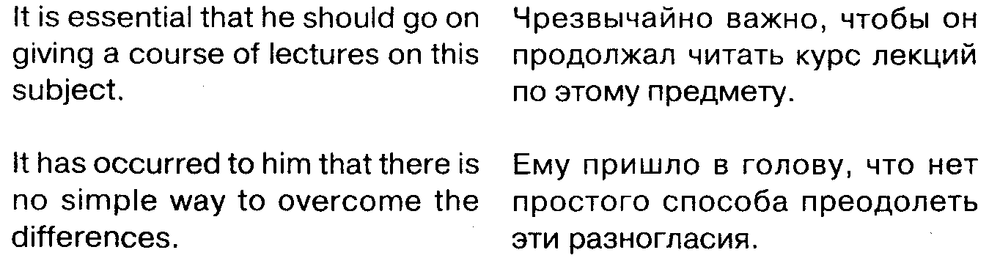 It is essential that he should go on
giving a course of lectures on this
subject.
Чрезвычайно важно, чтобы он
продолжал читать курс лекций
по этому предмету.
It has occurred to him that there is
no simple way to overcome the
differences.
Ему пришло в голову, что нет
простого способа преодолеть
эти разногласия.